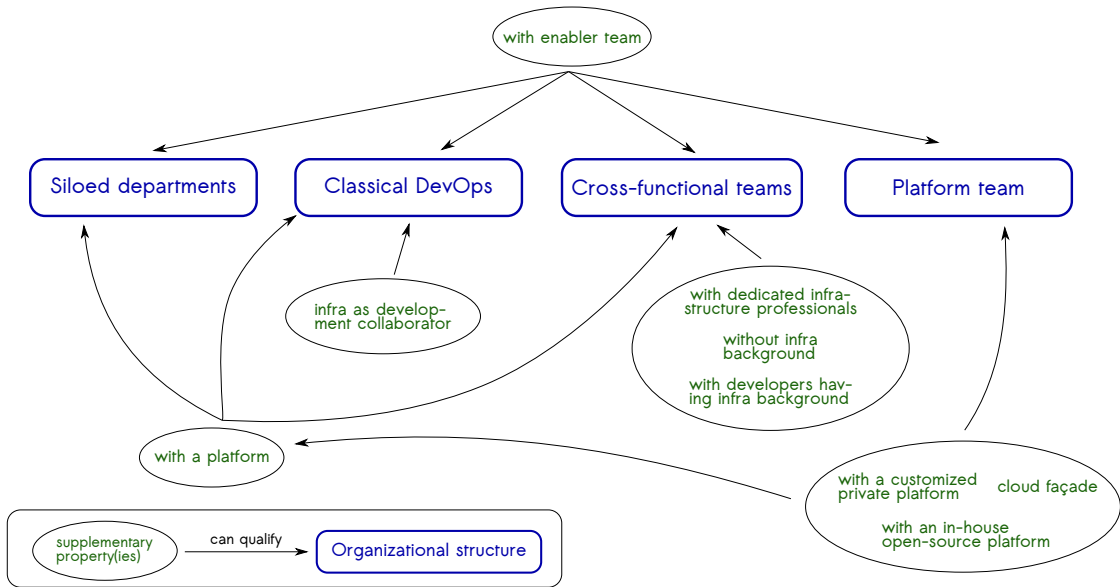 with enabler team
Siloed departments
Classical DevOps
Cross-functional teams
Platform team
infra as develop-
ment collaborator
with dedicated infra-
structure professionals
without infra
background
with developers hav-
ing infra background
with a platform
with a customized
private platform
cloud façade
with an in-house
open-source platform
supplementary
property(ies)
can qualify
Organizational structure